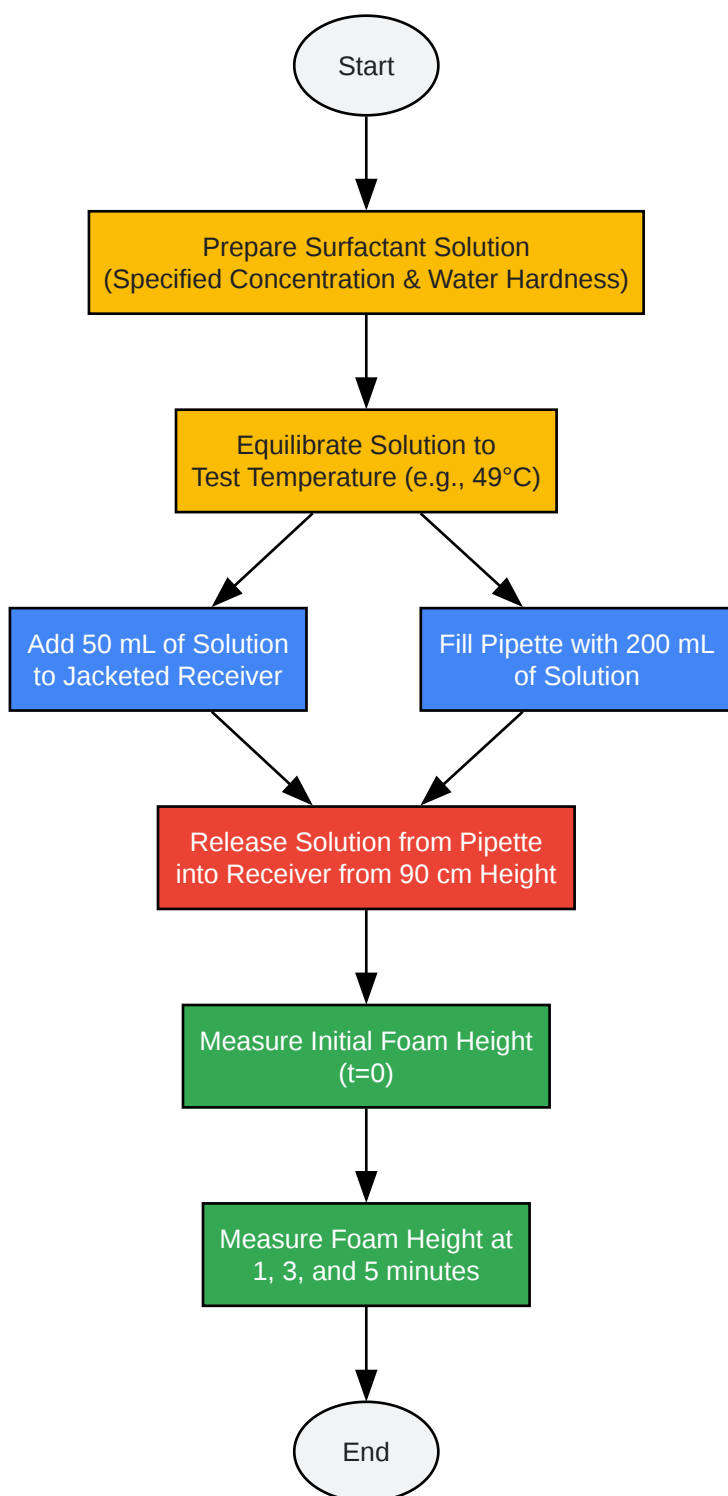 Start
Prepare Surfactant Solution
(Specified Concentration & Water Hardness)
Equilibrate Solution to
Test Temperature (e.g., 49°C)
Add 50 mL of Solution
to Jacketed Receiver
Fill Pipette with 200 mL
of Solution
Release Solution from Pipette
into Receiver from 90 cm Height
Measure Initial Foam Height
(t=0)
Measure Foam Height at
1, 3, and 5 minutes
End